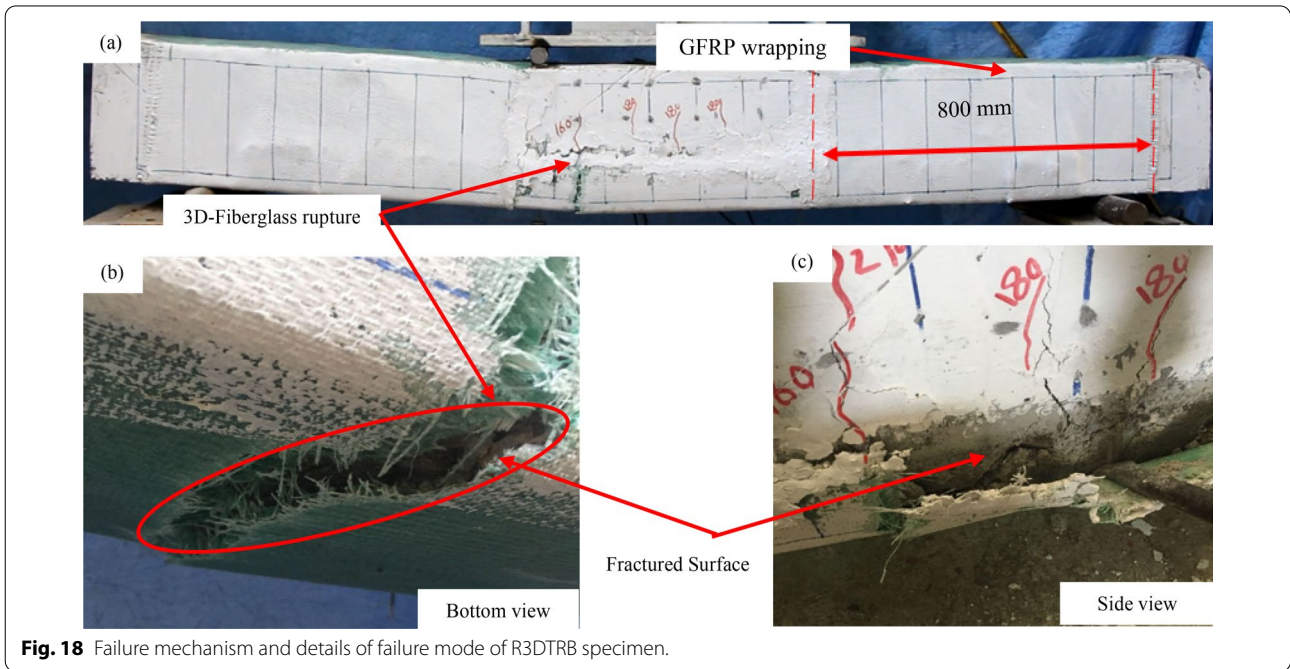 (a)
GFRP wrapping
800 mm
160
180
180
180
3D-Fiberglass rupture
(b)
(c)
180
180
160
Fractured Surface
Bottom view
Side view
Fig. 18 Failure mechanism and details of failure mode of R3DTRB specimen.